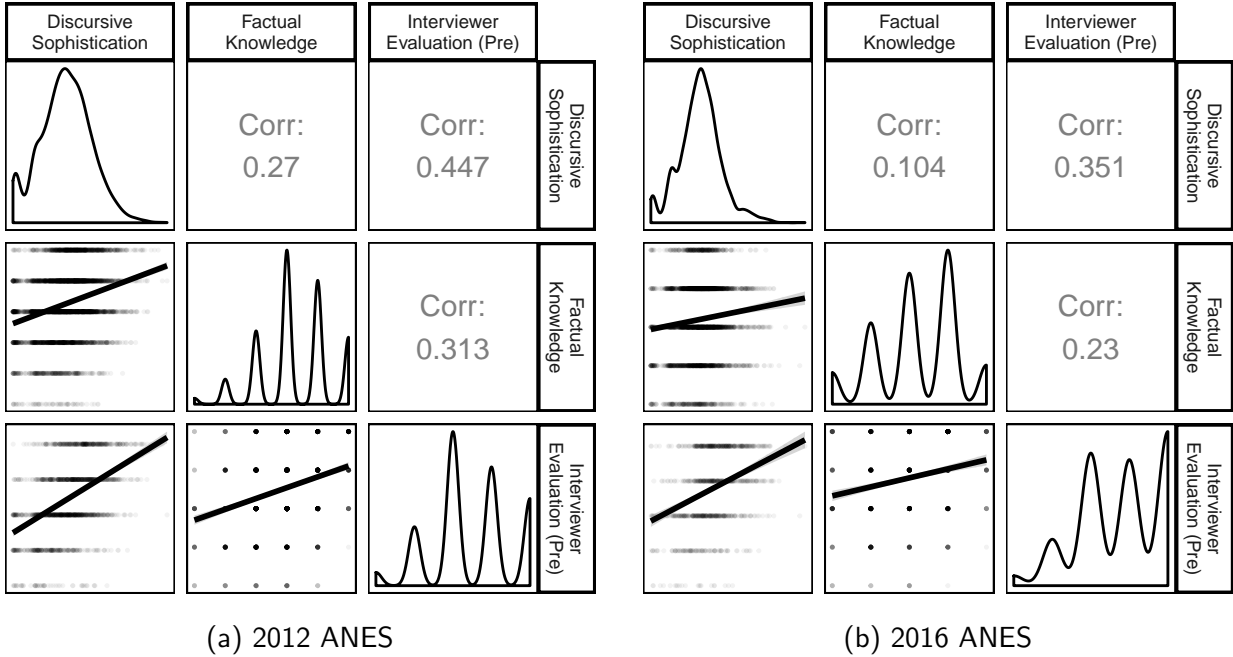 Discursive
Sophistication
Factual
Knowledge
Interviewer
Evaluation (Pre)
Corr:
0.27
Corr:
0.447
Discursive
Sophistication
Corr:
0.313
Factual
Knowledge
Interviewer
Evaluation (Pre)
(a) 2012 ANES
Discursive
Sophistication
Factual
Knowledge
Interviewer
Evaluation (Pre)
Corr:
0.104
Corr:
0.351
Discursive
Sophistication
Corr:
0.23
Factual
Knowledge
Interviewer
Evaluation (Pre)
(b) 2016 ANES